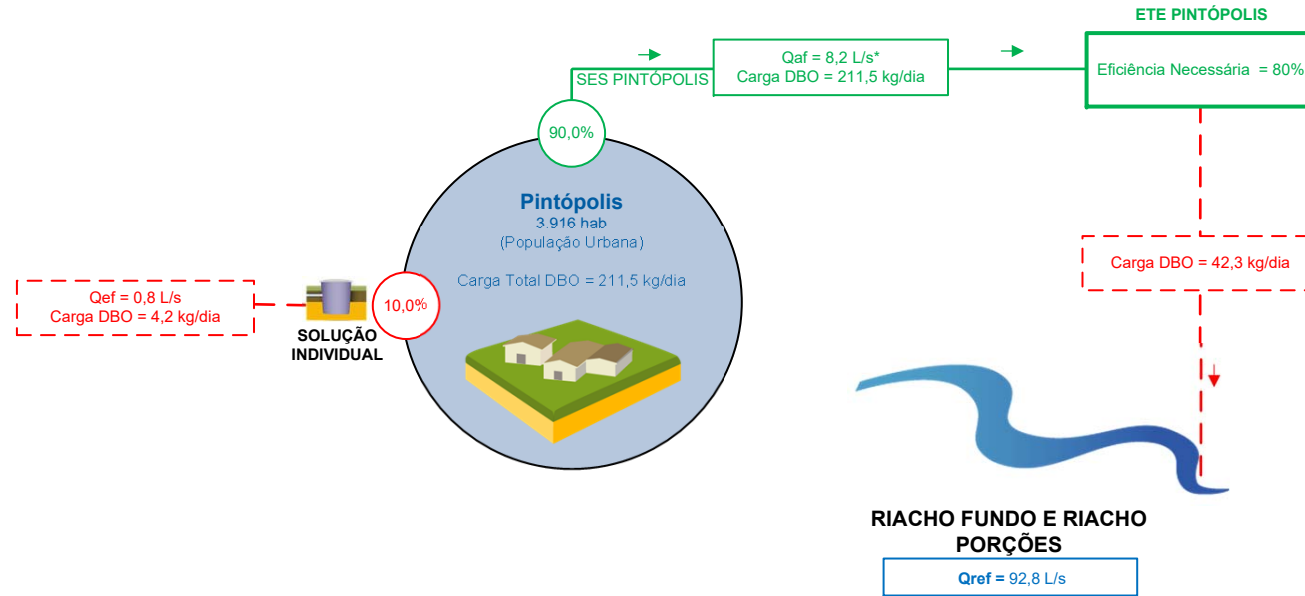 ETE PINTÓPOLIS
Qaf = 8,2 L/s*
Carga DBO = 211,5 kg/dia
SES PINTÓPOLIS
Eficiência Necessária = 80%
90,0%
Pintópolis
3.916 hab
(População Urbana)
Carga Total DBO = 211,5 kg/dia
Carga DBO = 42,3 kg/dia
Qef = 0,8 L/s
Carga DBO = 4,2 kg/dia
10,0%
SOLUÇÃO
INDIVIDUAL
RIACHO FUNDO E RIACHO
PORÇÕES
Qref = 92,8 L/s